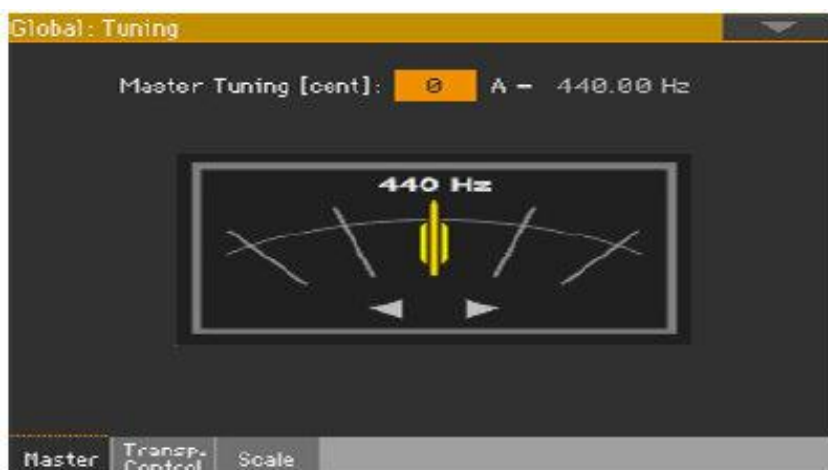 Global: Tuning
Master Tuning [cent]: 0 A = 440.00 Hz
440 Hz
Master Transp. Control Scale